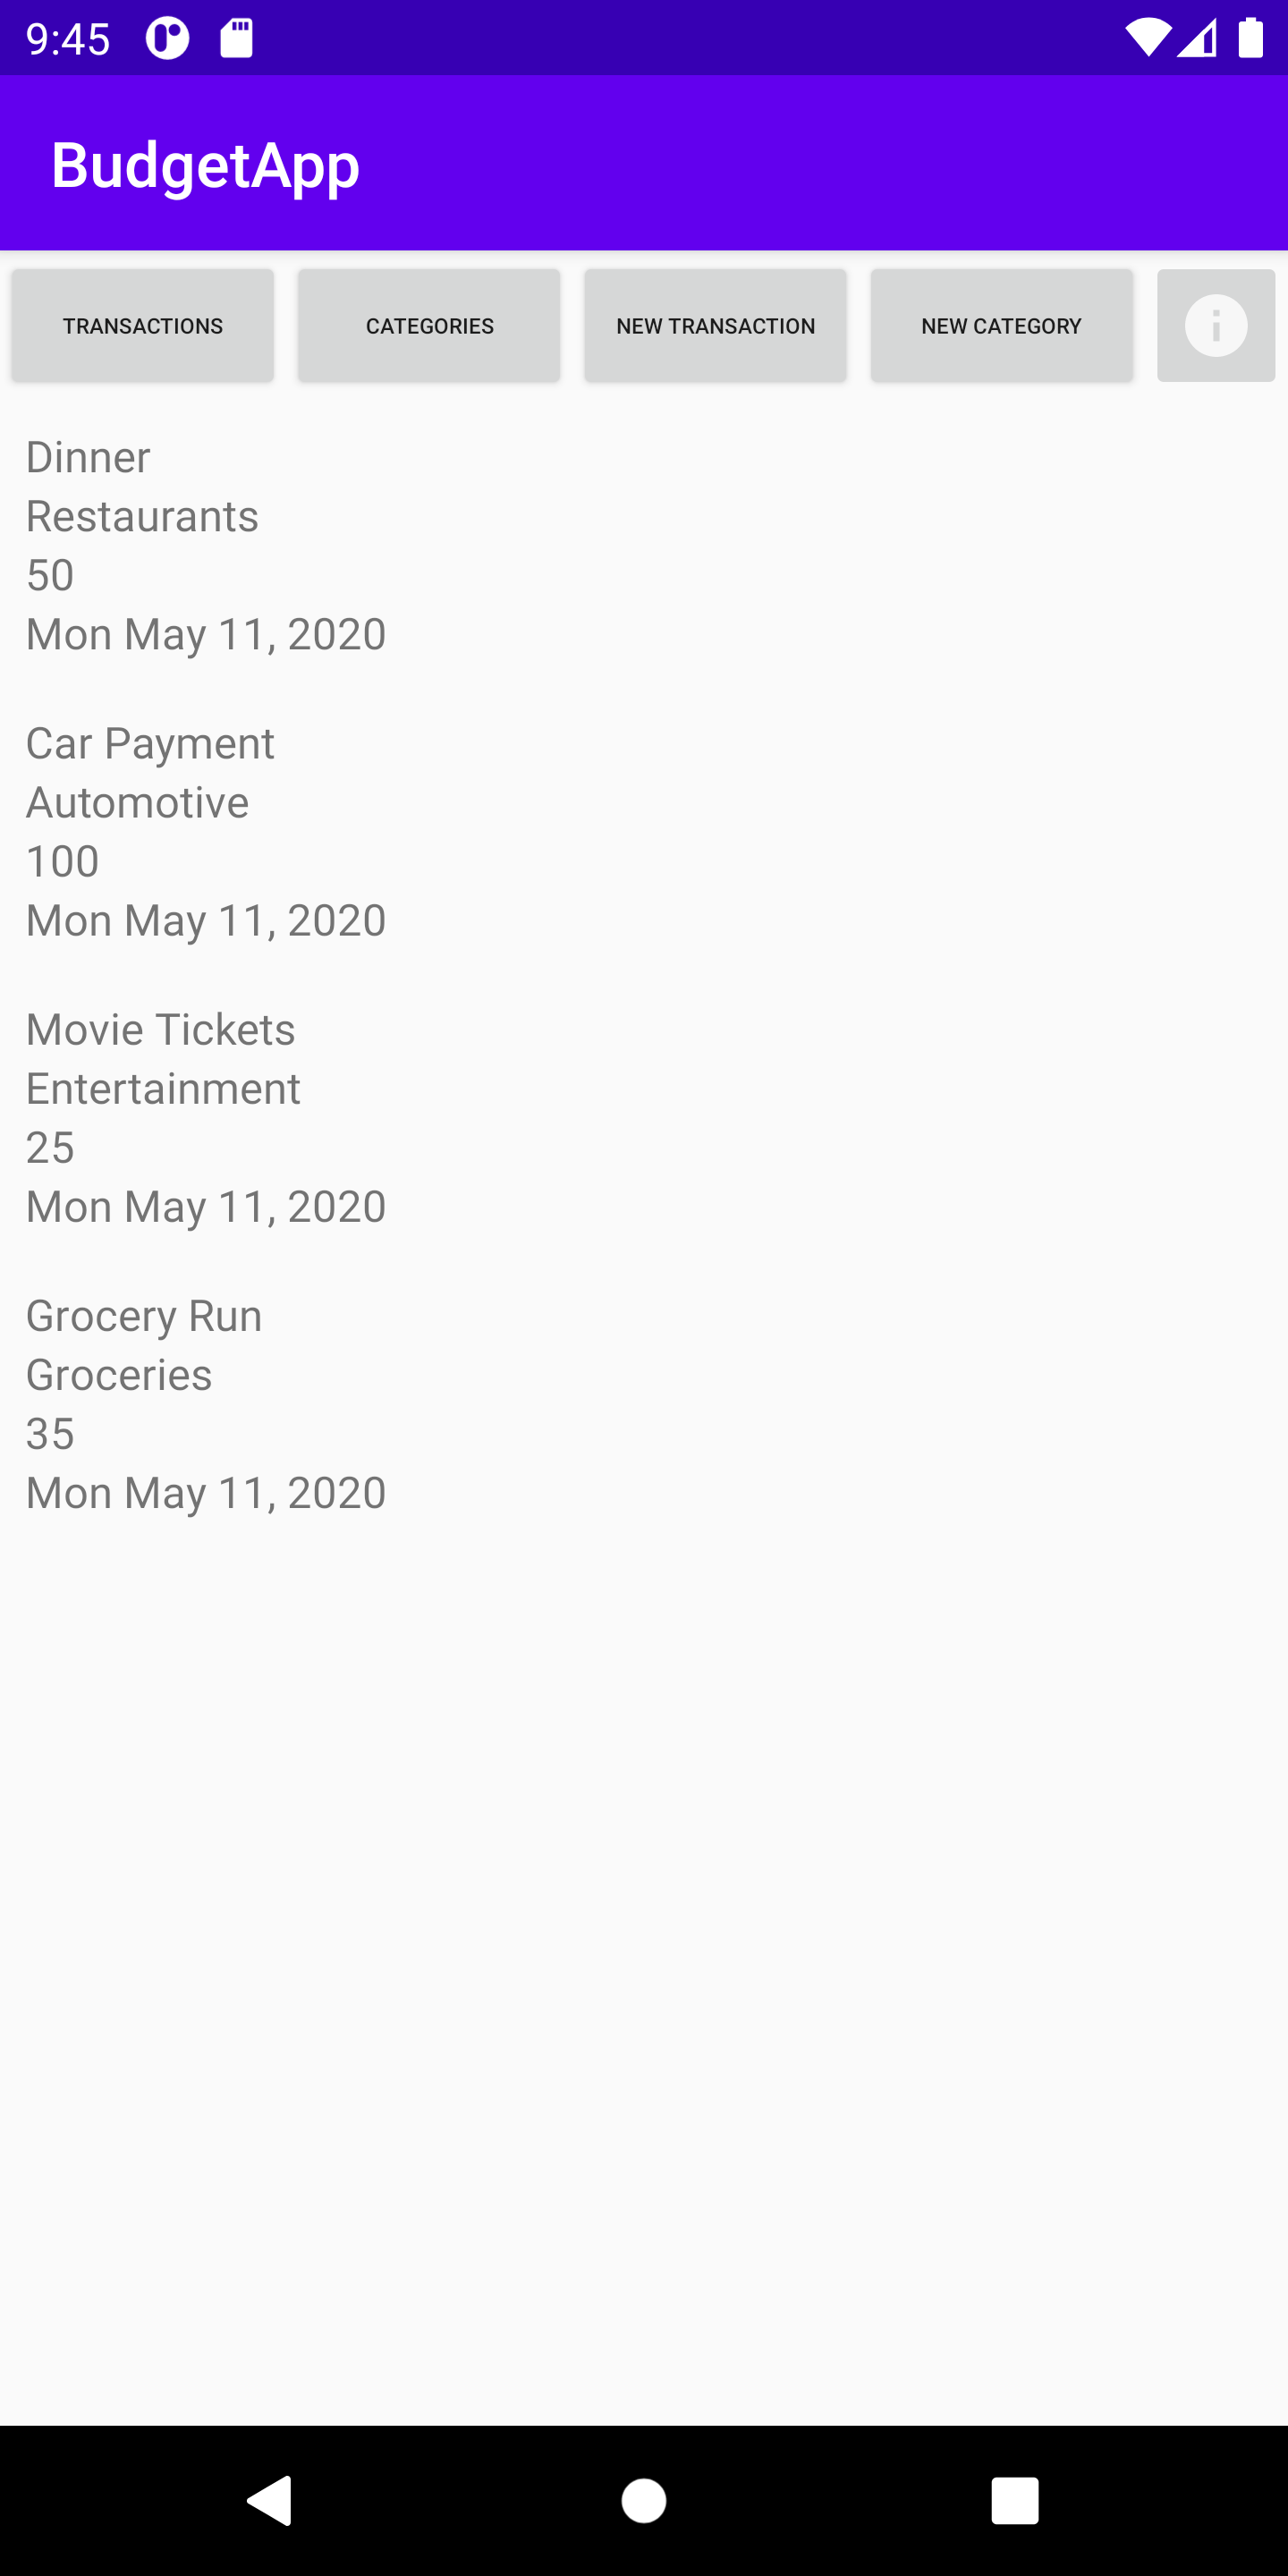 9:45
BudgetApp
TRANSACTIONS CATEGORIES NEW TRANSACTION NEW CATEGORY
Dinner
Restaurants
50
Mon May 11, 2020
Car Payment
Automotive
100
Mon May 11, 2020
Movie Tickets
Entertainment
25
Mon May 11, 2020
Grocery Run
Groceries
35
Mon May 11, 2020